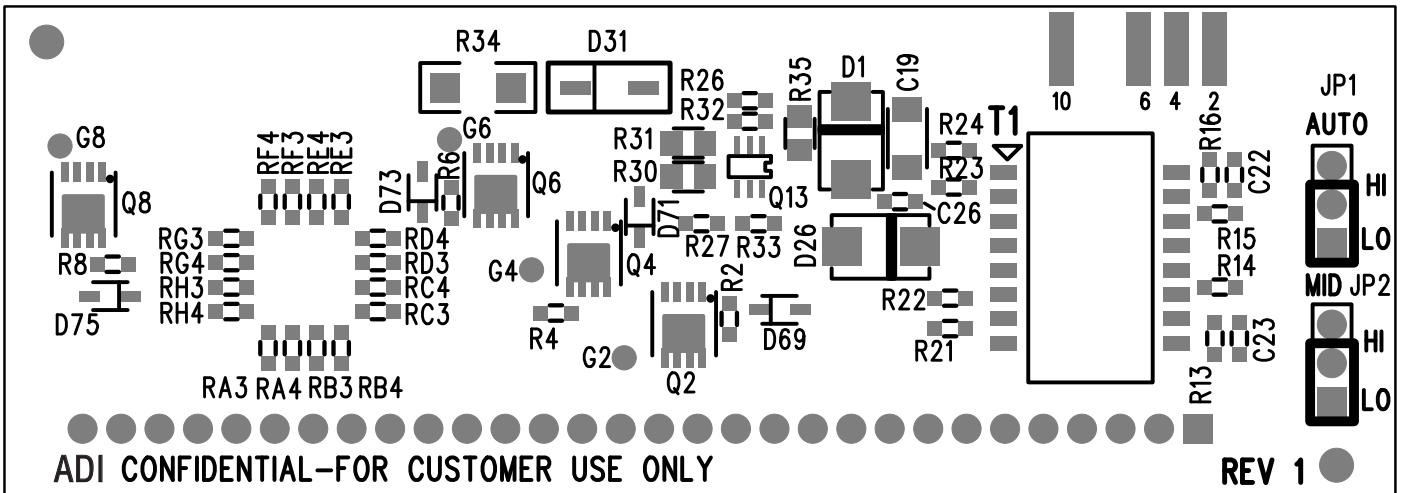 R34
D31
R26
R32
R35
D1
C19
10
6
4
2
JP1
AUTO
G8
RF4
RF3
RE4
RE3
G6
R6
R31
R30
R24
T1
R16
C22
R23
HI
Q8
D73
Q6
Q13
C26
D71
RG3
RD4
R27
R33
D26
R15
LO
R8
RG4
RD3
G4
Q4
R2
R14
RH3
RC4
MID
JP2
D75
RH4
RC3
R4
R22
D69
R21
C23
HI
G2
Q2
RA3
RA4
RB3
RB4
R13
LO
ADI CONFIDENTIAL-FOR CUSTOMER USE ONLY
REV 1